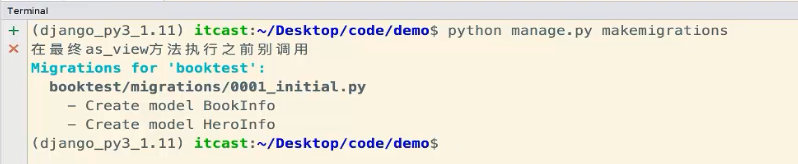 Terminal
+ (django_py3_1.11) itcast:~/Desktop/code/demo$ python manage.py makemigrations
× 在最终as_view方法执行之前别调用
Migrations for 'booktest':
booktest/migrations/0001_initial.py
- Create model BookInfo
- Create model HeroInfo
(django_py3_1.11) itcast:~/Desktop/code/demo$